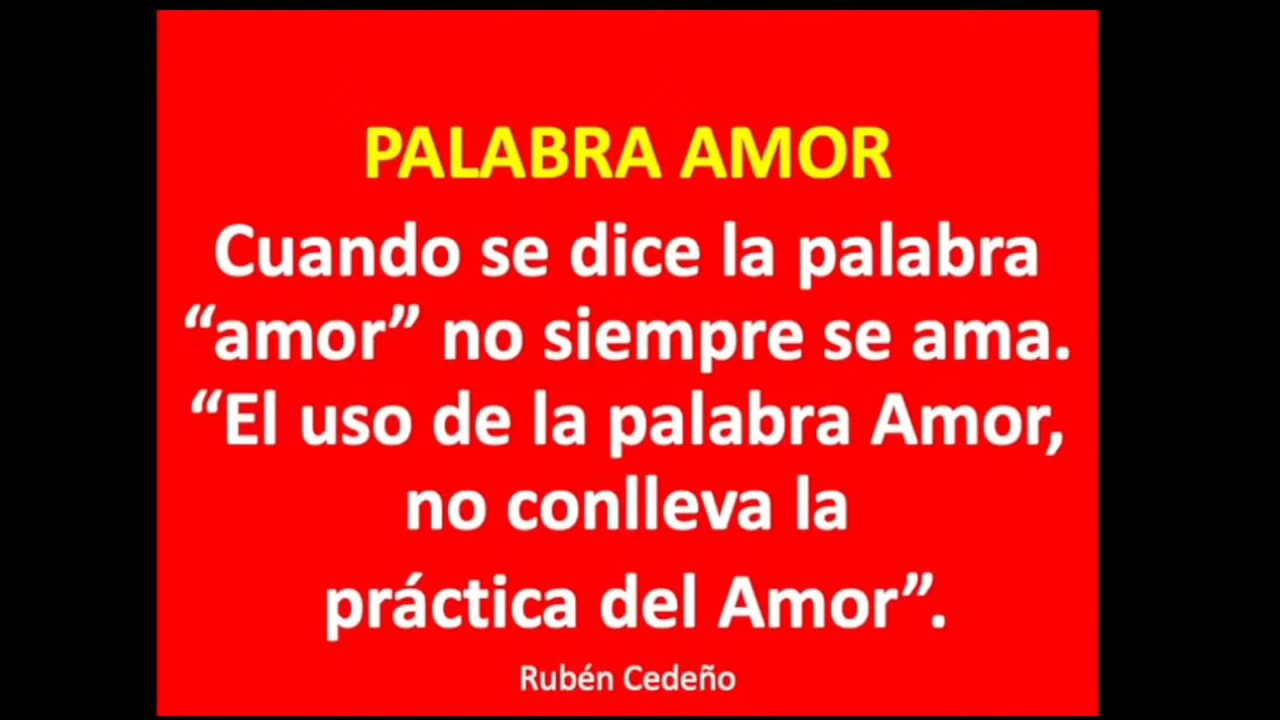 PALABRA AMOR
Cuando se dice la palabra
“amor” no siempre se ama.
“El uso de la palabra Amor,
no conlleva la
práctica del Amor”.
Rubén Cedeño